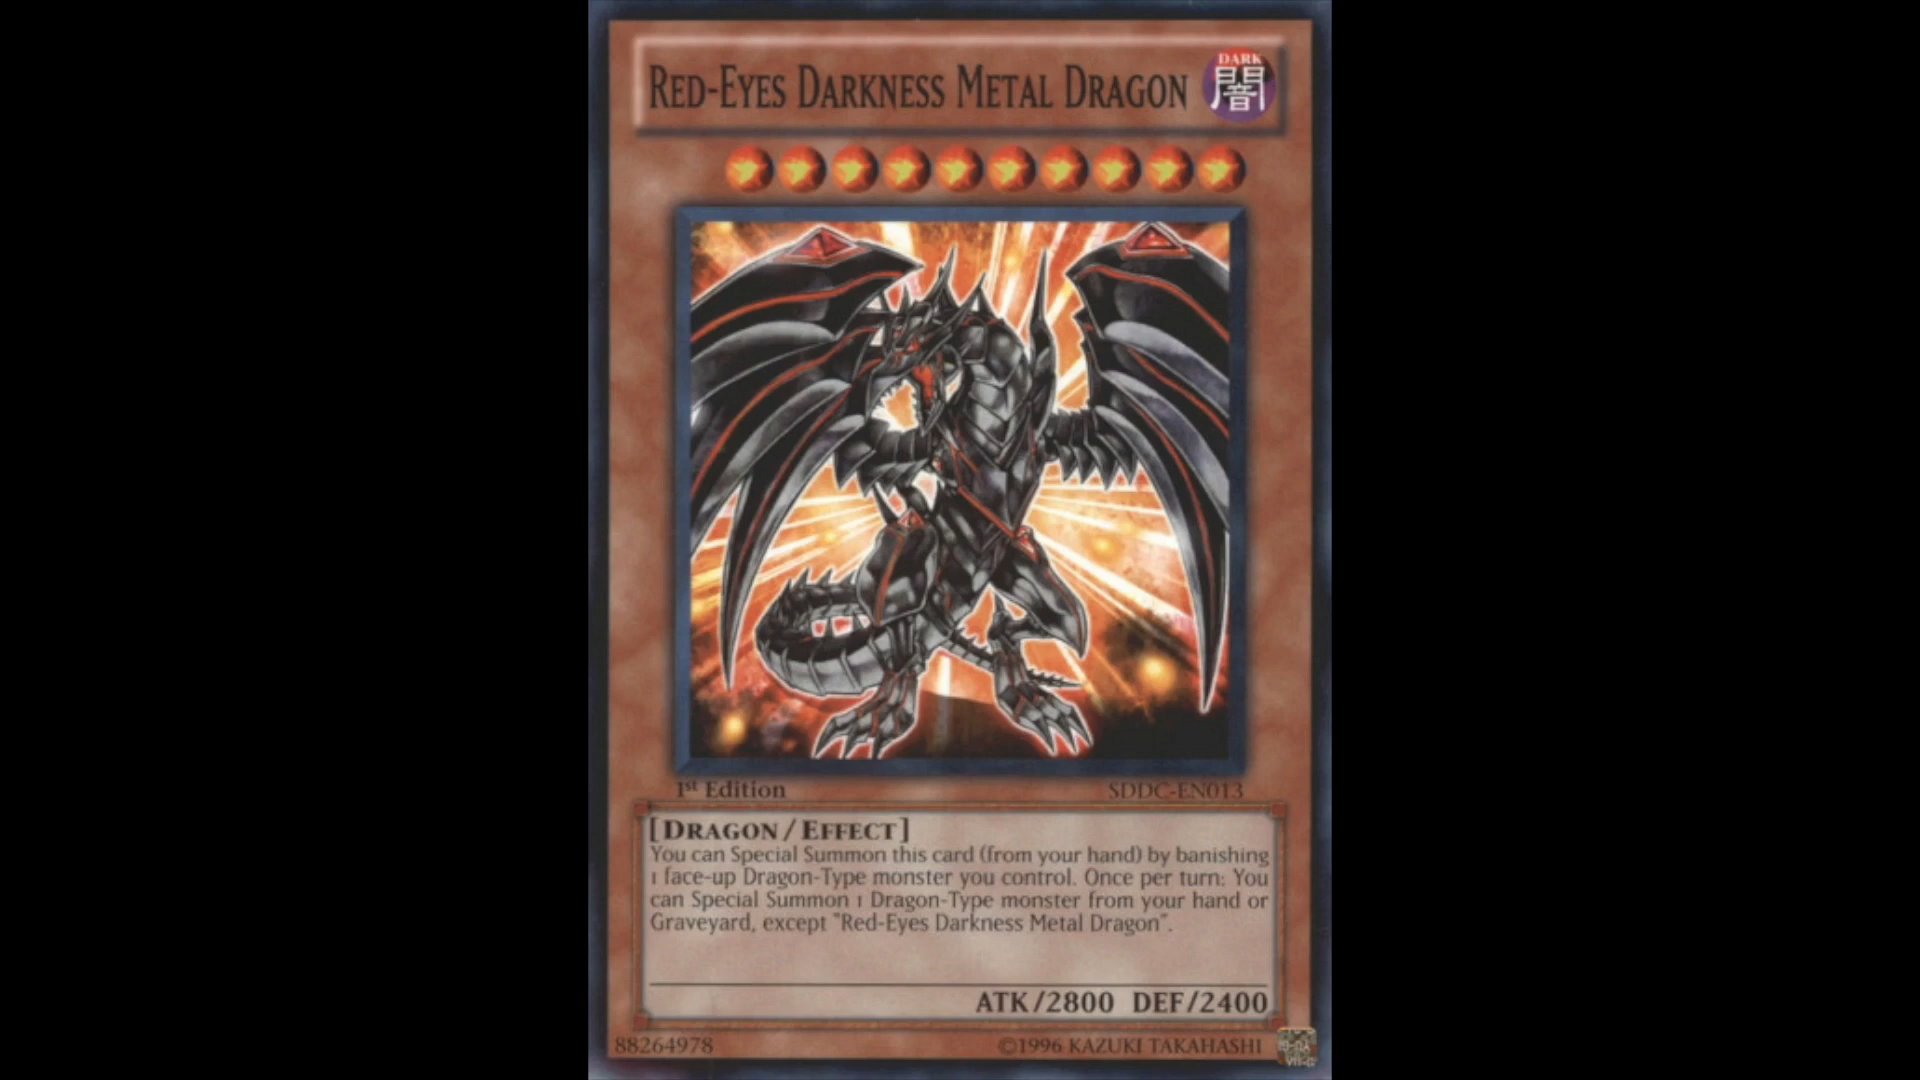 RED-EYES DARKNESS METAL DRAGON
DARK
闇
1st Edition
SDDC-EN013
[DRAGON/EFFECT]
You can Special Summon this card (from your hand) by banishing
1 face-up Dragon-Type monster you control. Once per turn: You
can Special Summon 1 Dragon-Type monster from your hand or
Graveyard, except "Red-Eyes Darkness Metal Dragon".
ATK/2800 DEF/2400
88264978
©1996 KAZUKI TAKAHASHI